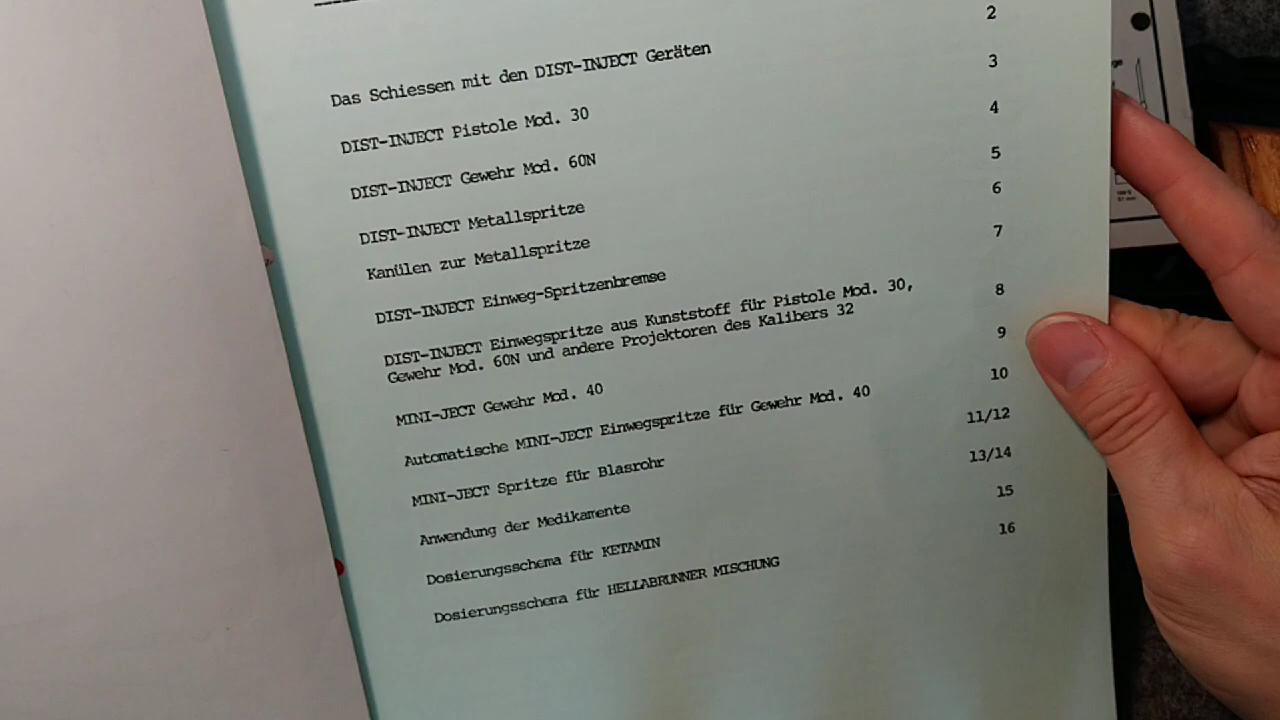 Das Schiessen mit den DIST-INJECT Geräten 2
DIST-INJECT Pistole Mod. 30 3
DIST-INJECT Gewehr Mod. 60N 4
DIST-INJECT Metallspritze 5
Kanülen zur Metallspritze 6
DIST-INJECT Einweg-Spritzenbremse 7
DIST-INJECT Einwegspritze aus Kunststoff für Pistole Mod. 30,
Gewehr Mod. 60N und andere Projektoren des Kalibers 32 8
MINI-JECT Gewehr Mod. 40 9
Automatische MINI-JECT Einwegspritze für Gewehr Mod. 40 10
MINI-JECT Spritze für Blasrohr 11/12
Anwendung der Medikamente 13/14
Dosierungsschema für KETAMIN 15
Dosierungsschema für HELLABRUNNER MISCHUNG 16